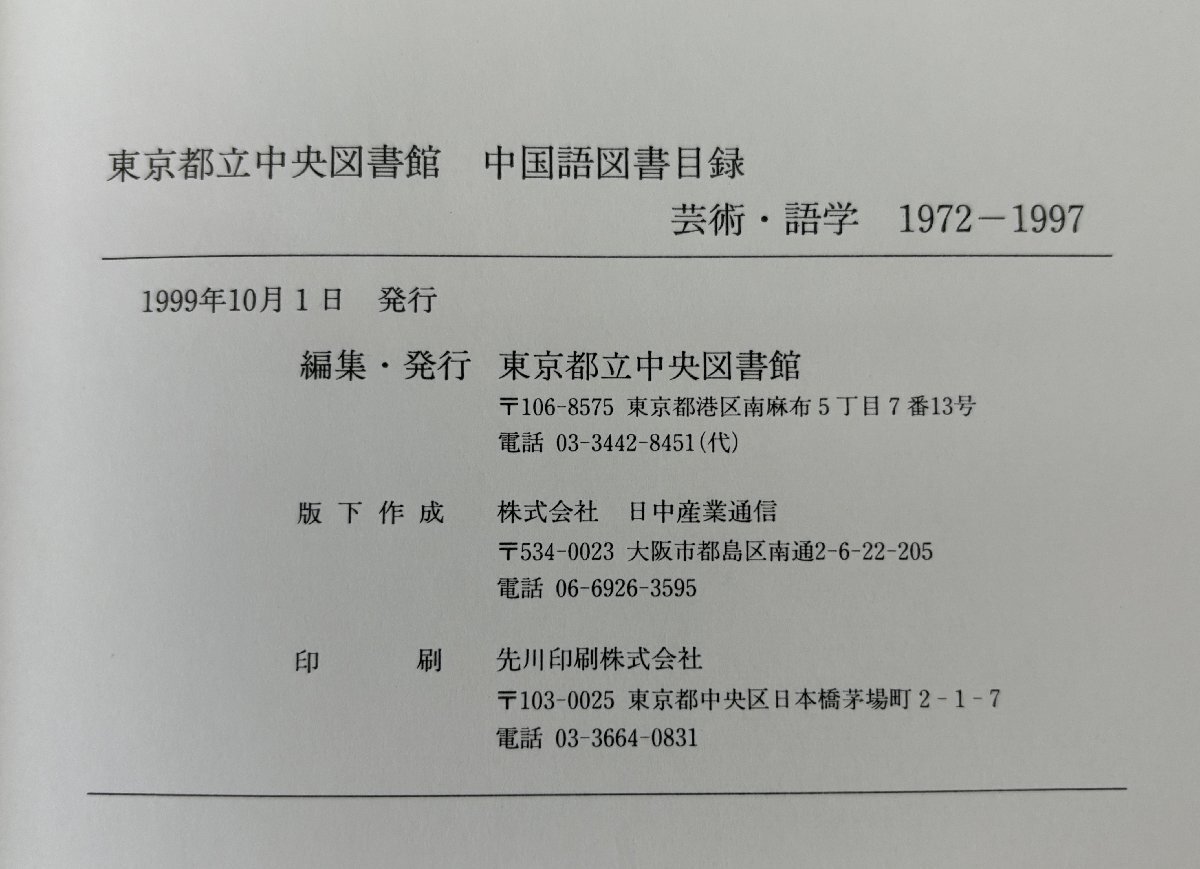 東京都立中央図書館　中国語図書目録
芸術・語学　1972－1997
1999年10月１日　発行
編集・発行　東京都立中央図書館
〒106-8575 東京都港区南麻布５丁目７番13号
電話 03-3442-8451(代)
版下作成　株式会社　日中産業通信
〒534-0023 大阪市都島区南通2-6-22-205
電話 06-6926-3595
印刷　先川印刷株式会社
〒103-0025 東京都中央区日本橋茅場町２-１-７
電話 03-3664-0831